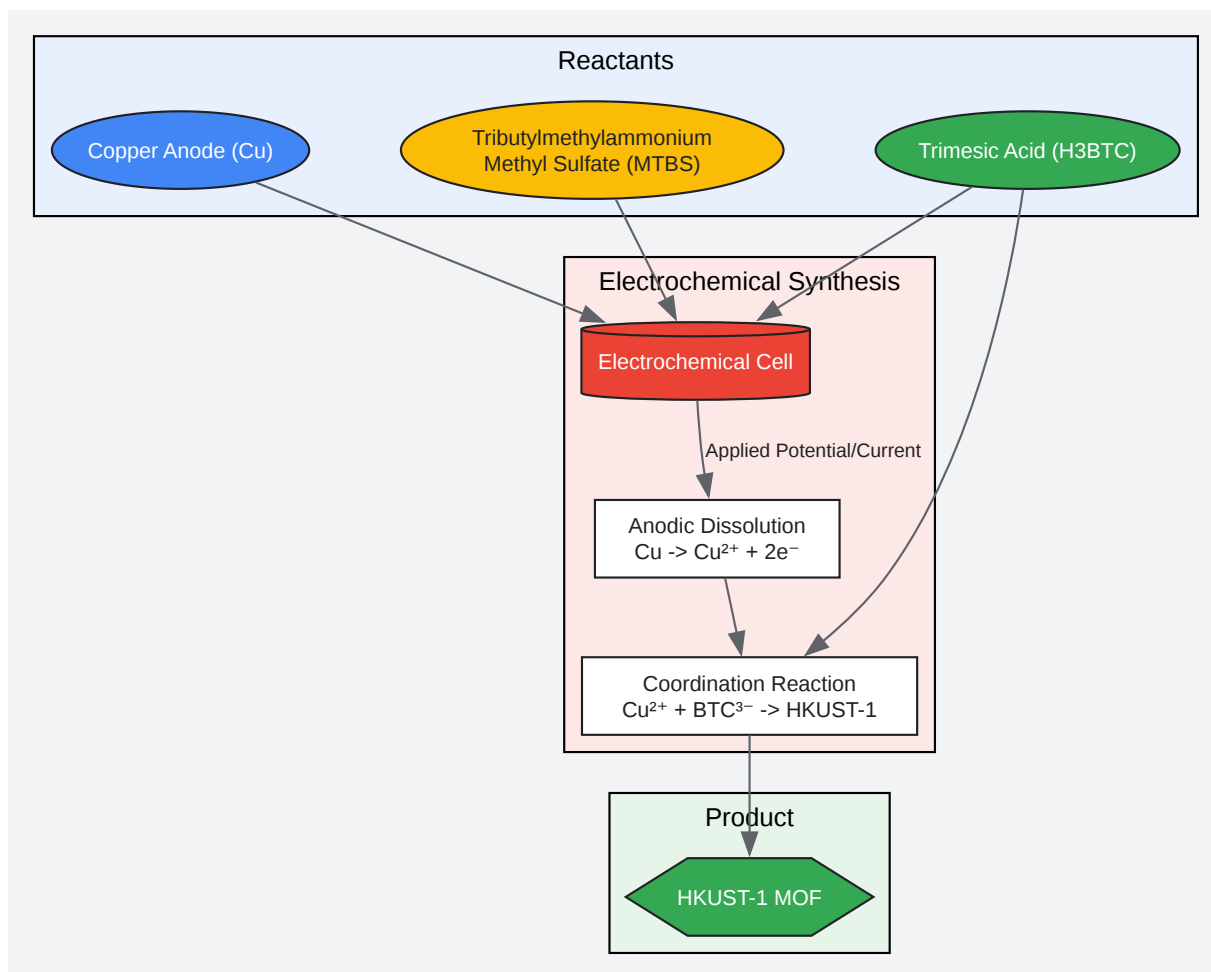 Reactants
Copper Anode (Cu)
Tributylmethylammonium
Methyl Sulfate (MTBS)
Trimesic Acid (H3BTC)
Electrochemical Synthesis
Electrochemical Cell
Applied Potential/Current
Anodic Dissolution
Cu -> Cu²⁺ + 2e⁻
Coordination Reaction
Cu²⁺ + BTC³⁻ -> HKUST-1
Product
HKUST-1 MOF